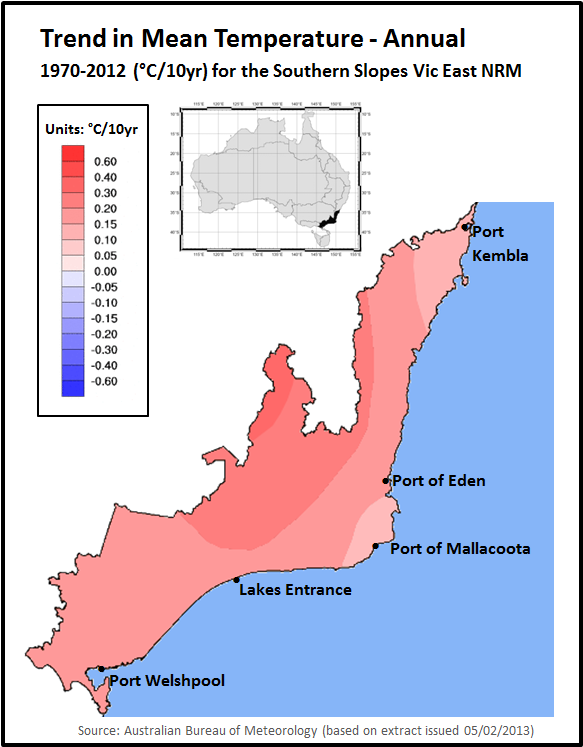 Trend in Mean Temperature - Annual
1970-2012 (°C/10yr) for the Southern Slopes Vic East NRM
Units: °C/10yr
0.60
0.40
0.30
0.20
0.15
0.10
0.05
0.00
-0.05
-0.10
-0.15
-0.20
-0.30
-0.40
-0.60
Port
Kembla
Port of Eden
Port of Mallacoota
Lakes Entrance
Port Welshpool
Source: Australian Bureau of Meteorology (based on extract issued 05/02/2013)